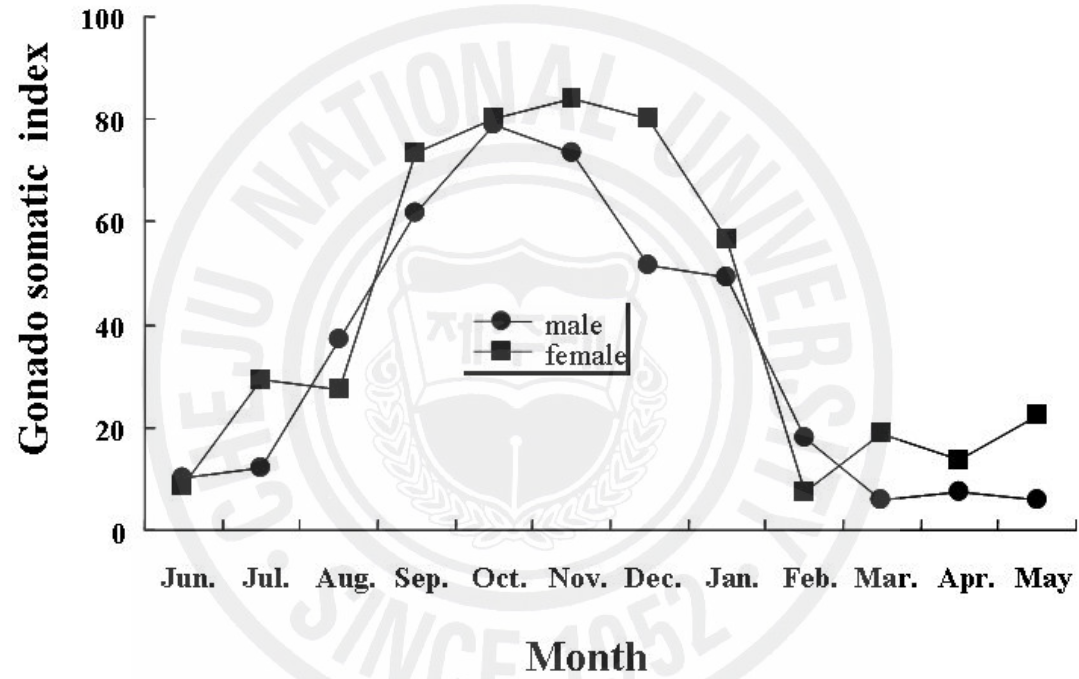 Gonado somatic index
100
80
60
40
20
0
male
female
Jun. Jul. Aug. Sep. Oct. Nov. Dec. Jan. Feb. Mar. Apr. May
Month
CHEJU NATIONAL UNIVERSITY
SINCE 1952